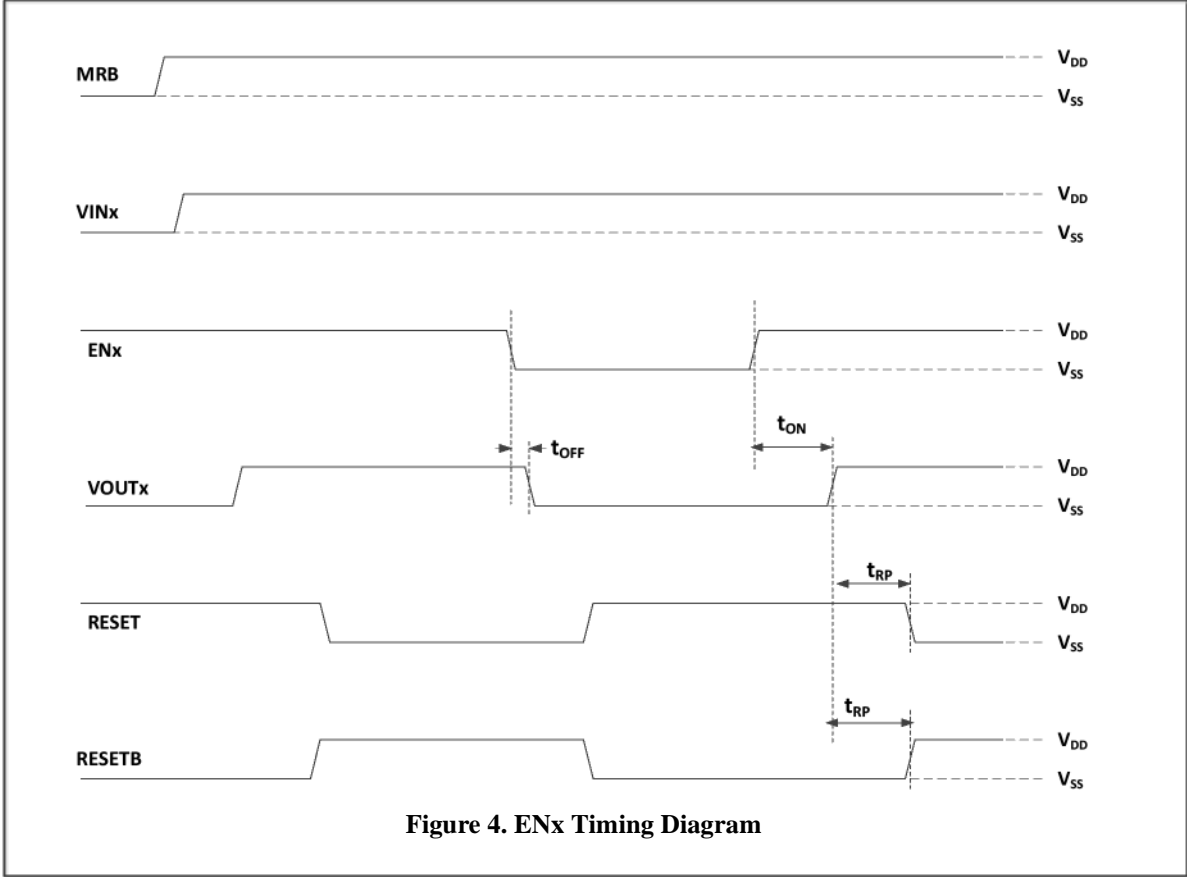 MRB
V_DD
V_SS
VINx
V_DD
V_SS
ENx
V_DD
V_SS
t_ON
t_OFF
VOUTx
V_DD
V_SS
t_RP
RESET
V_DD
V_SS
t_RP
RESETB
V_DD
V_SS
Figure 4. ENx Timing Diagram